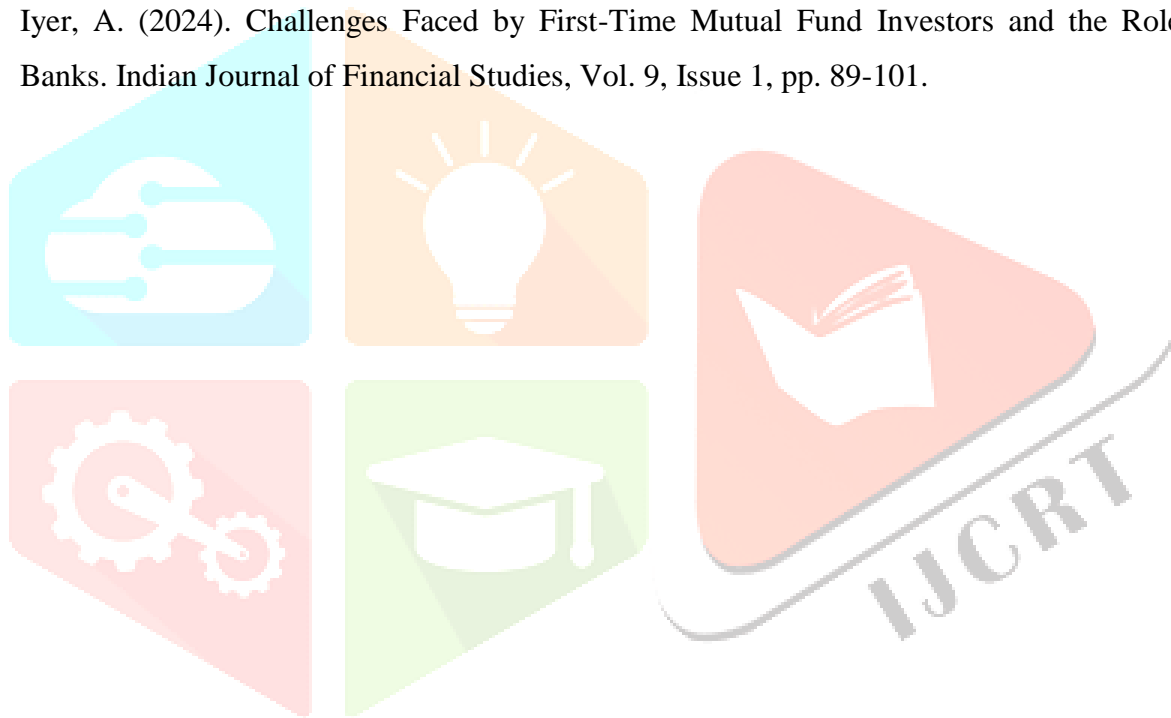 Iyer, A. (2024). Challenges Faced by First-Time Mutual Fund Investors and the Role
Banks. Indian Journal of Financial Studies, Vol. 9, Issue 1, pp. 89-101.
IJCRT